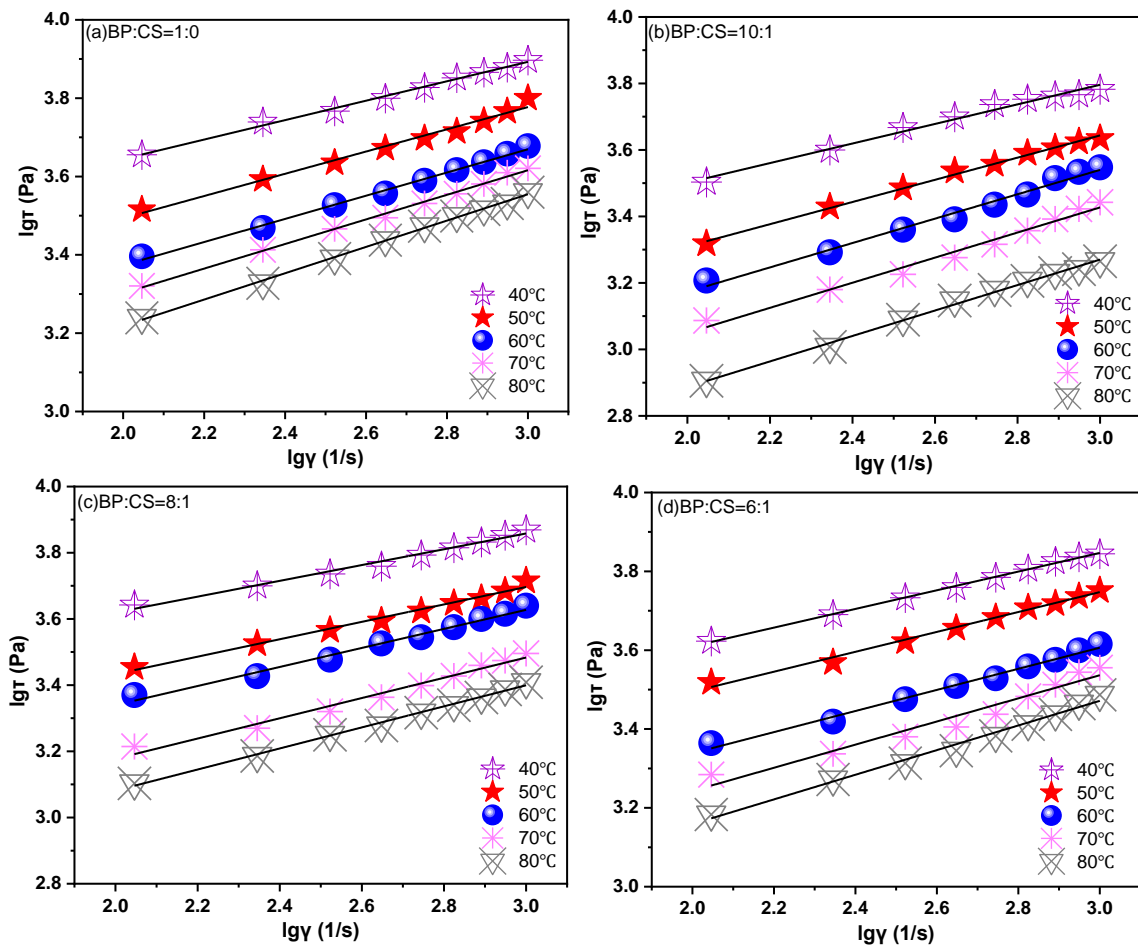 (a)BP:CS=1:0
4.0
3.8
3.6
3.4
3.2
3.0
lgτ (Pa)
40℃
50℃
60℃
70℃
80℃
2.0 2.2 2.4 2.6 2.8 3.0
lgγ (1/s)
(b)BP:CS=10:1
4.0
3.8
3.6
3.4
3.2
3.0
2.8
lgτ (Pa)
40℃
50℃
60℃
70℃
80℃
2.0 2.2 2.4 2.6 2.8 3.0
lgγ (1/s)
(c)BP:CS=8:1
4.0
3.8
3.6
3.4
3.2
3.0
2.8
lgτ (Pa)
40℃
50℃
60℃
70℃
80℃
2.0 2.2 2.4 2.6 2.8 3.0
lgγ (1/s)
(d)BP:CS=6:1
4.0
3.8
3.6
3.4
3.2
3.0
lgτ (Pa)
40℃
50℃
60℃
70℃
80℃
2.0 2.2 2.4 2.6 2.8 3.0
lgγ (1/s)